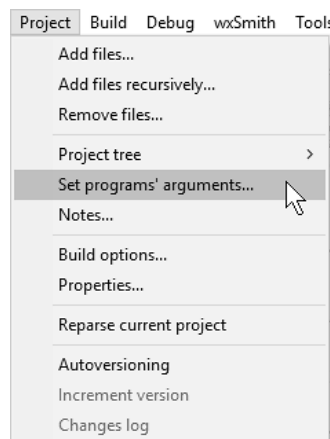 Project Build Debug wxSmith Tools
Add files...
Add files recursively...
Remove files...
Project tree
Set programs' arguments...
Notes...
Build options...
Properties...
Reparse current project
Autoversioning
Increment version
Changes log